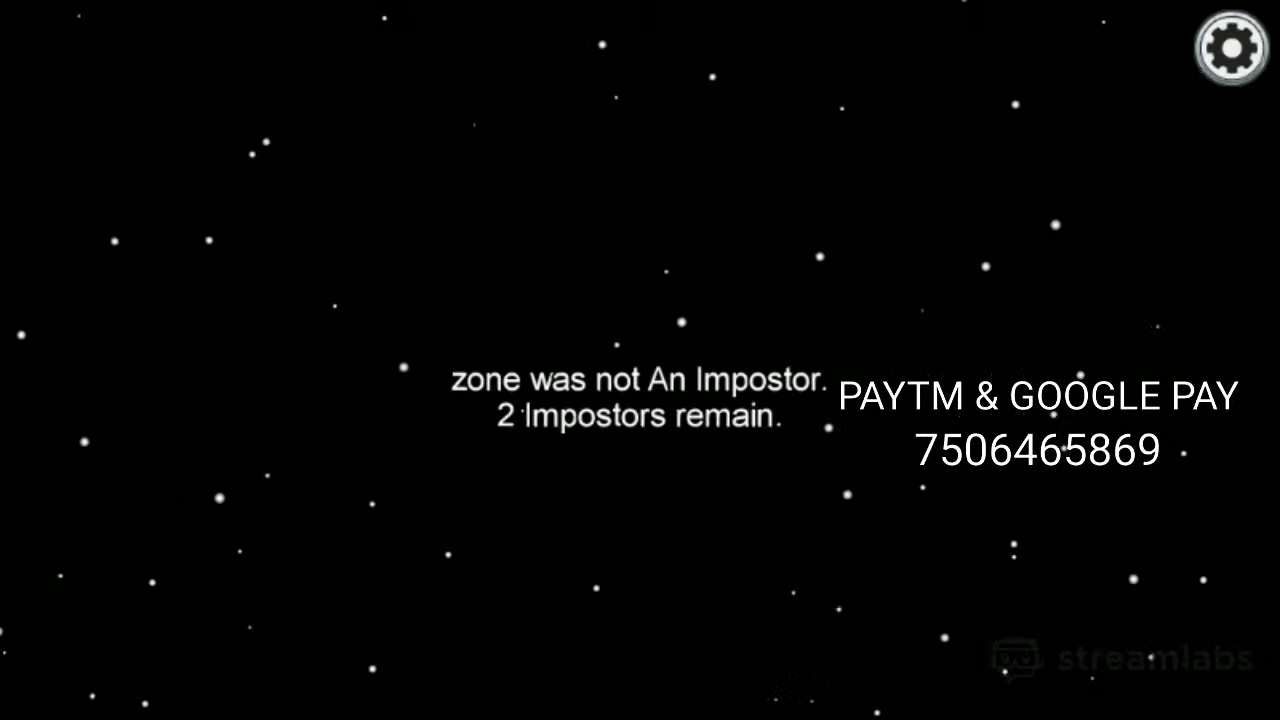 zone was not An Impostor.
2 Impostors remain.
PAYTM & GOOGLE PAY
7506465869
streamlabs